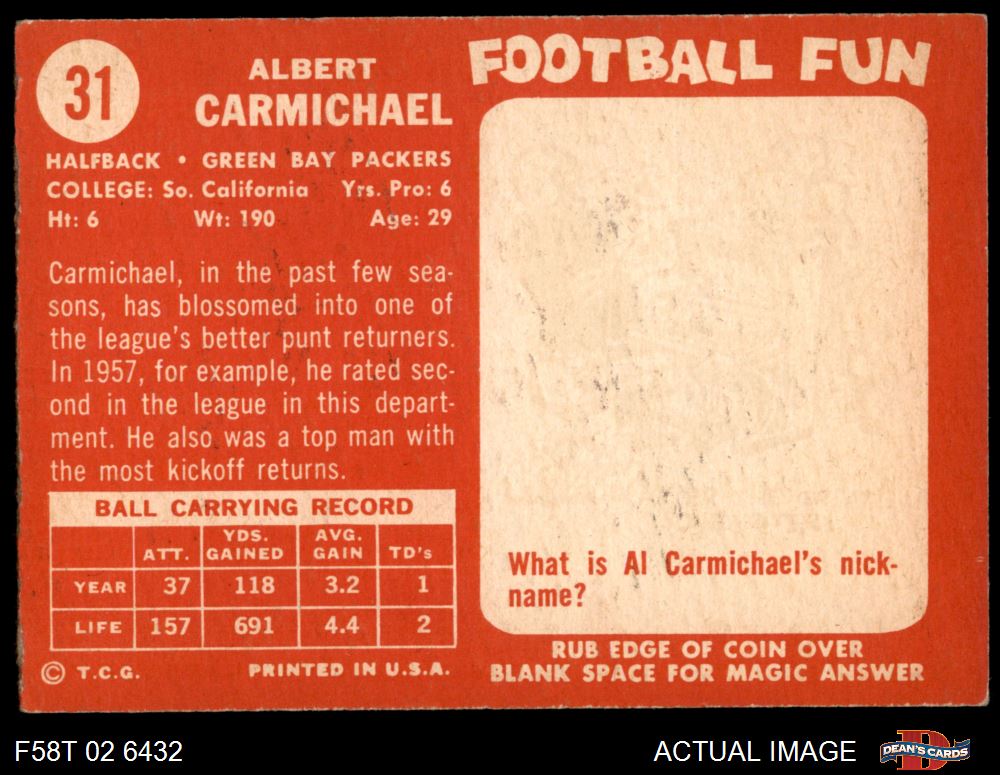 31
ALBERT
CARMICHAEL
HALFBACK • GREEN BAY PACKERS
COLLEGE: So. California Yrs. Pro: 6
Ht: 6 Wt: 190 Age: 29
Carmichael, in the past few sea-
sons, has blossomed into one of
the league's better punt returners.
In 1957, for example, he rated sec-
ond in the league in this depart-
ment. He also was a top man with
the most kickoff returns.
BALL CARRYING RECORD
ATT. YDS. GAINED AVG. GAIN TD's
YEAR 37 118 3.2 1
LIFE 157 691 4.4 2
© T.C.G. PRINTED IN U.S.A.
FOOTBALL FUN
What is Al Carmichael's nick-
name?
RUB EDGE OF COIN OVER
BLANK SPACE FOR MAGIC ANSWER
F58T 02 6432 ACTUAL IMAGE
D
DEAN'S CARDS